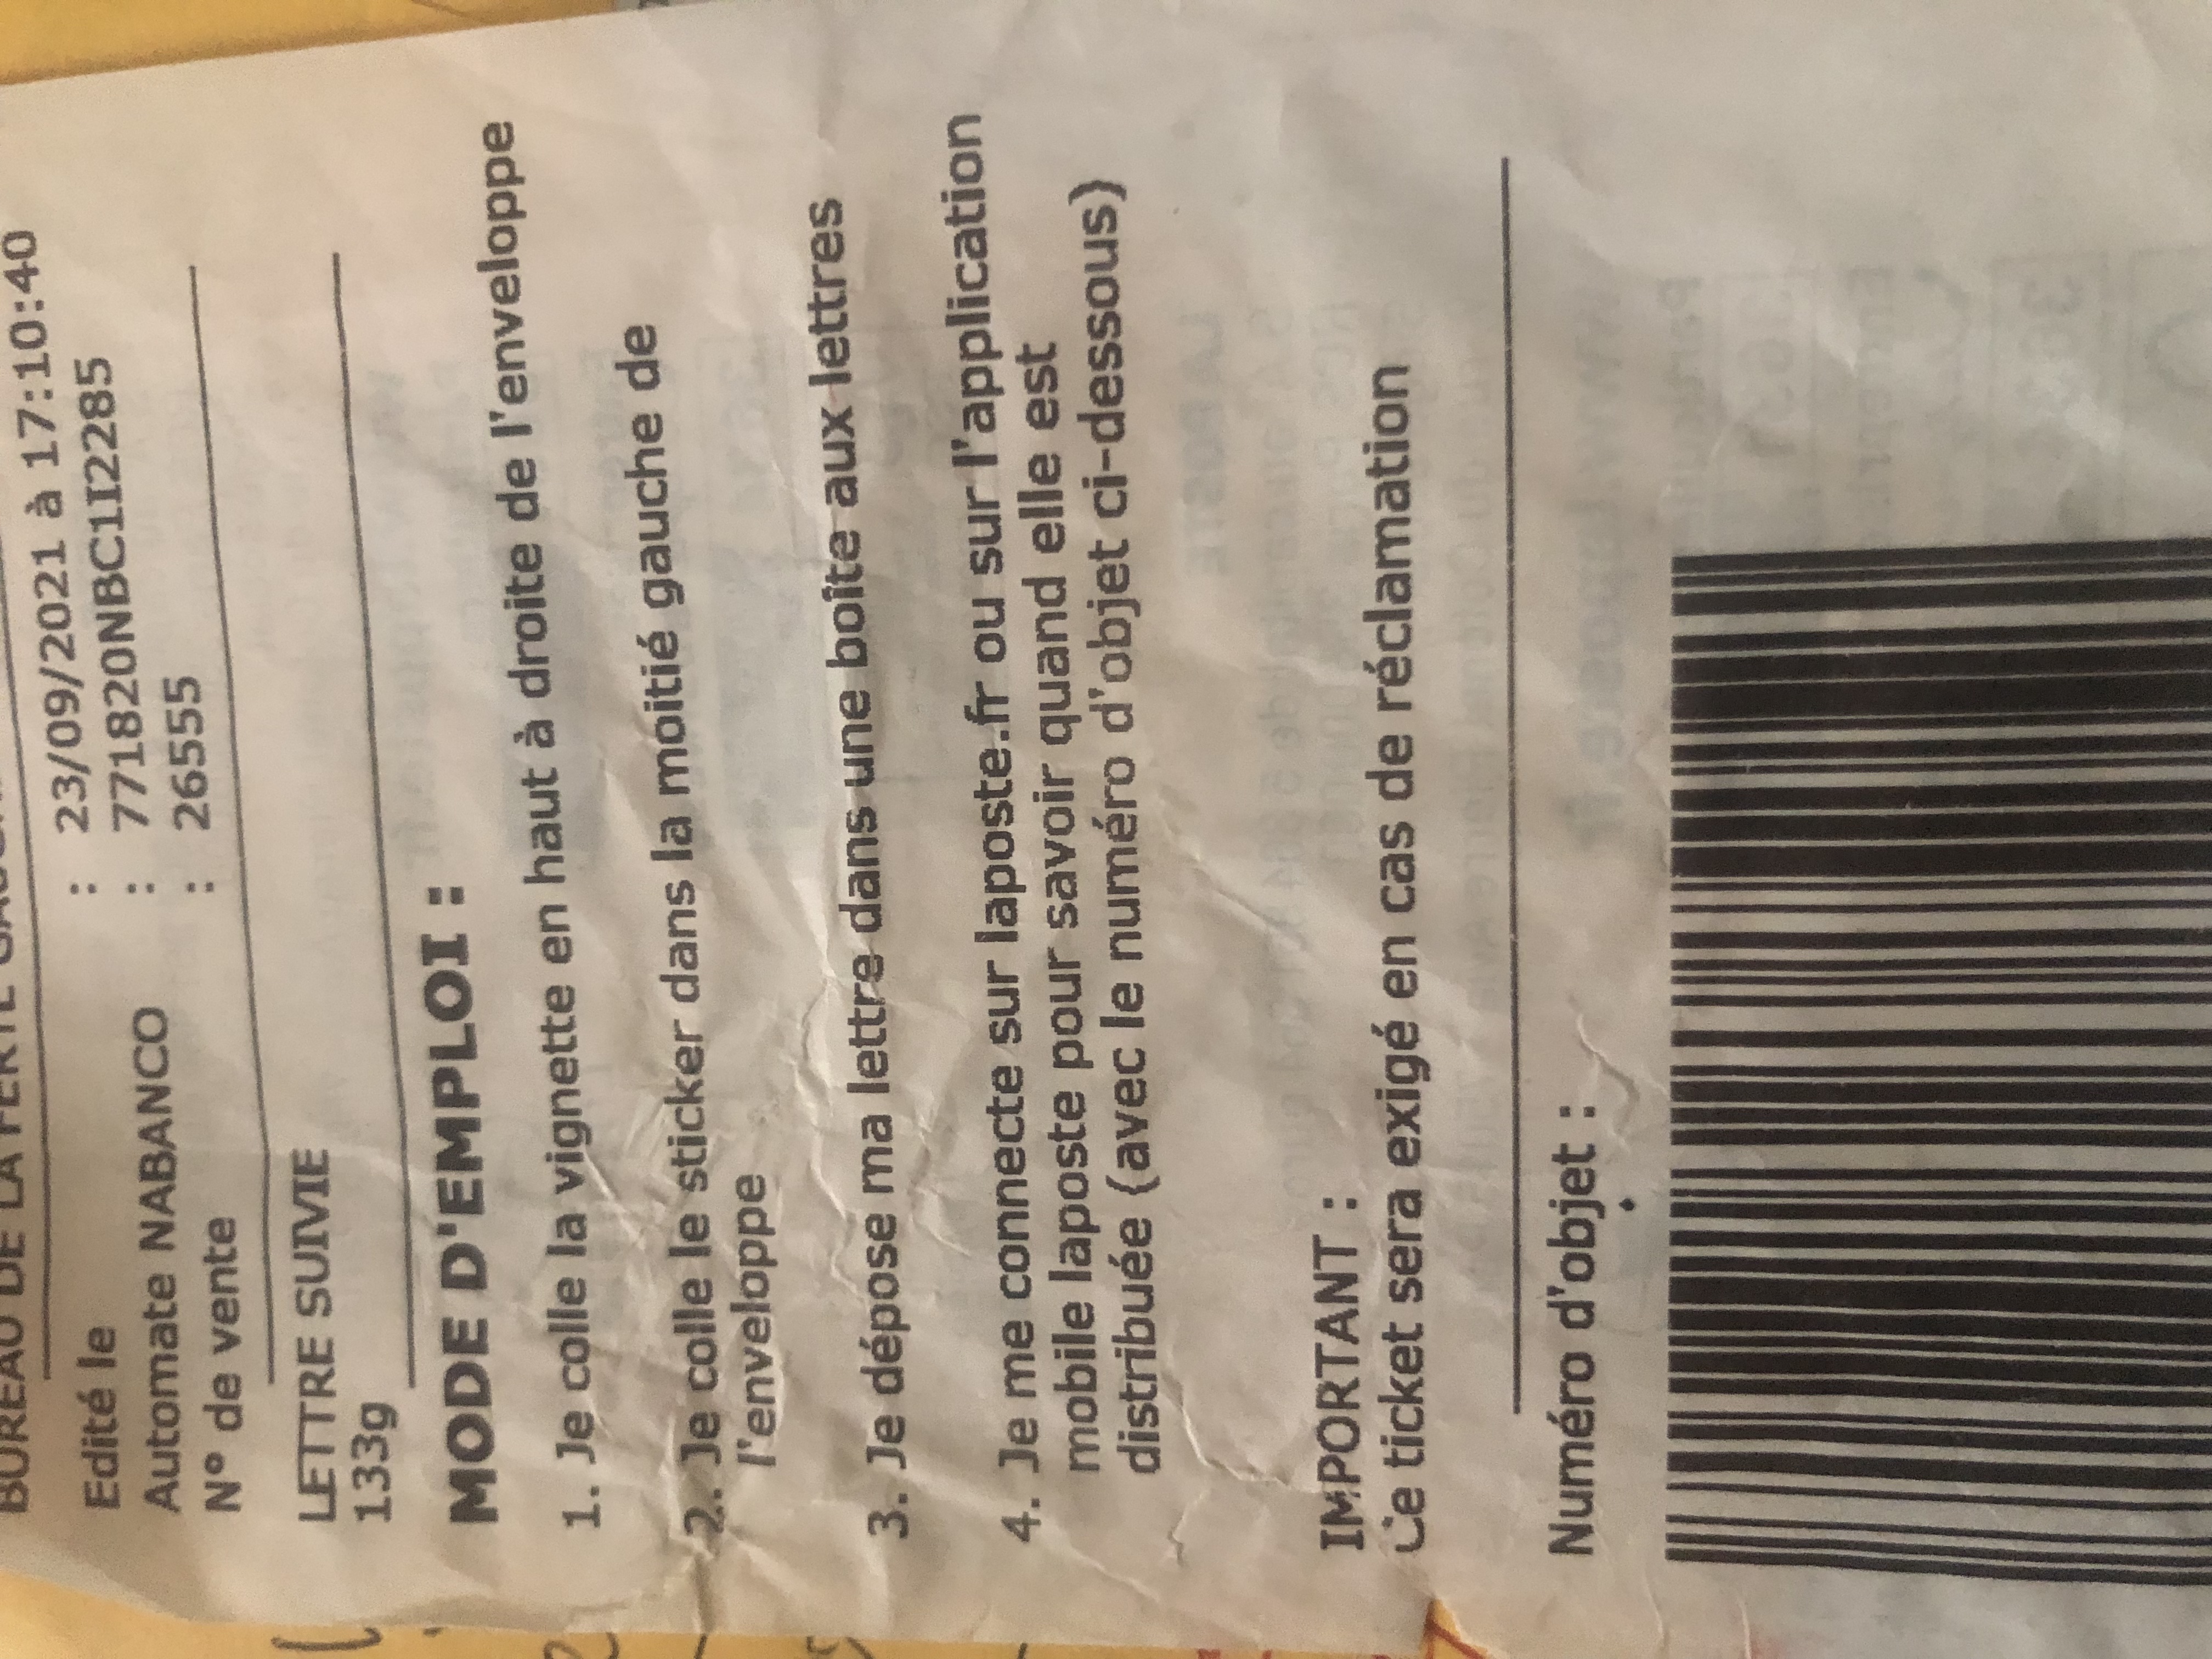 BUREAU DE LA FERTE
Edité le : 23/09/2021 à 17:10:40
Automate NABANCO : 771820NBC1I2285
N° de vente : 26555
LETTRE SUIVIE
133g
MODE D'EMPLOI :
1. Je colle la vignette en haut à droite de l'enveloppe
2. Je colle le sticker dans la moitié gauche de
l'enveloppe
3. Je dépose ma lettre dans une boîte aux lettres
4. Je me connecte sur laposte.fr ou sur l'application
mobile laposte pour savoir quand elle est
distribuée (avec le numéro d'objet ci-dessous)
IMPORTANT :
Ce ticket sera exigé en cas de réclamation
Numéro d'objet :